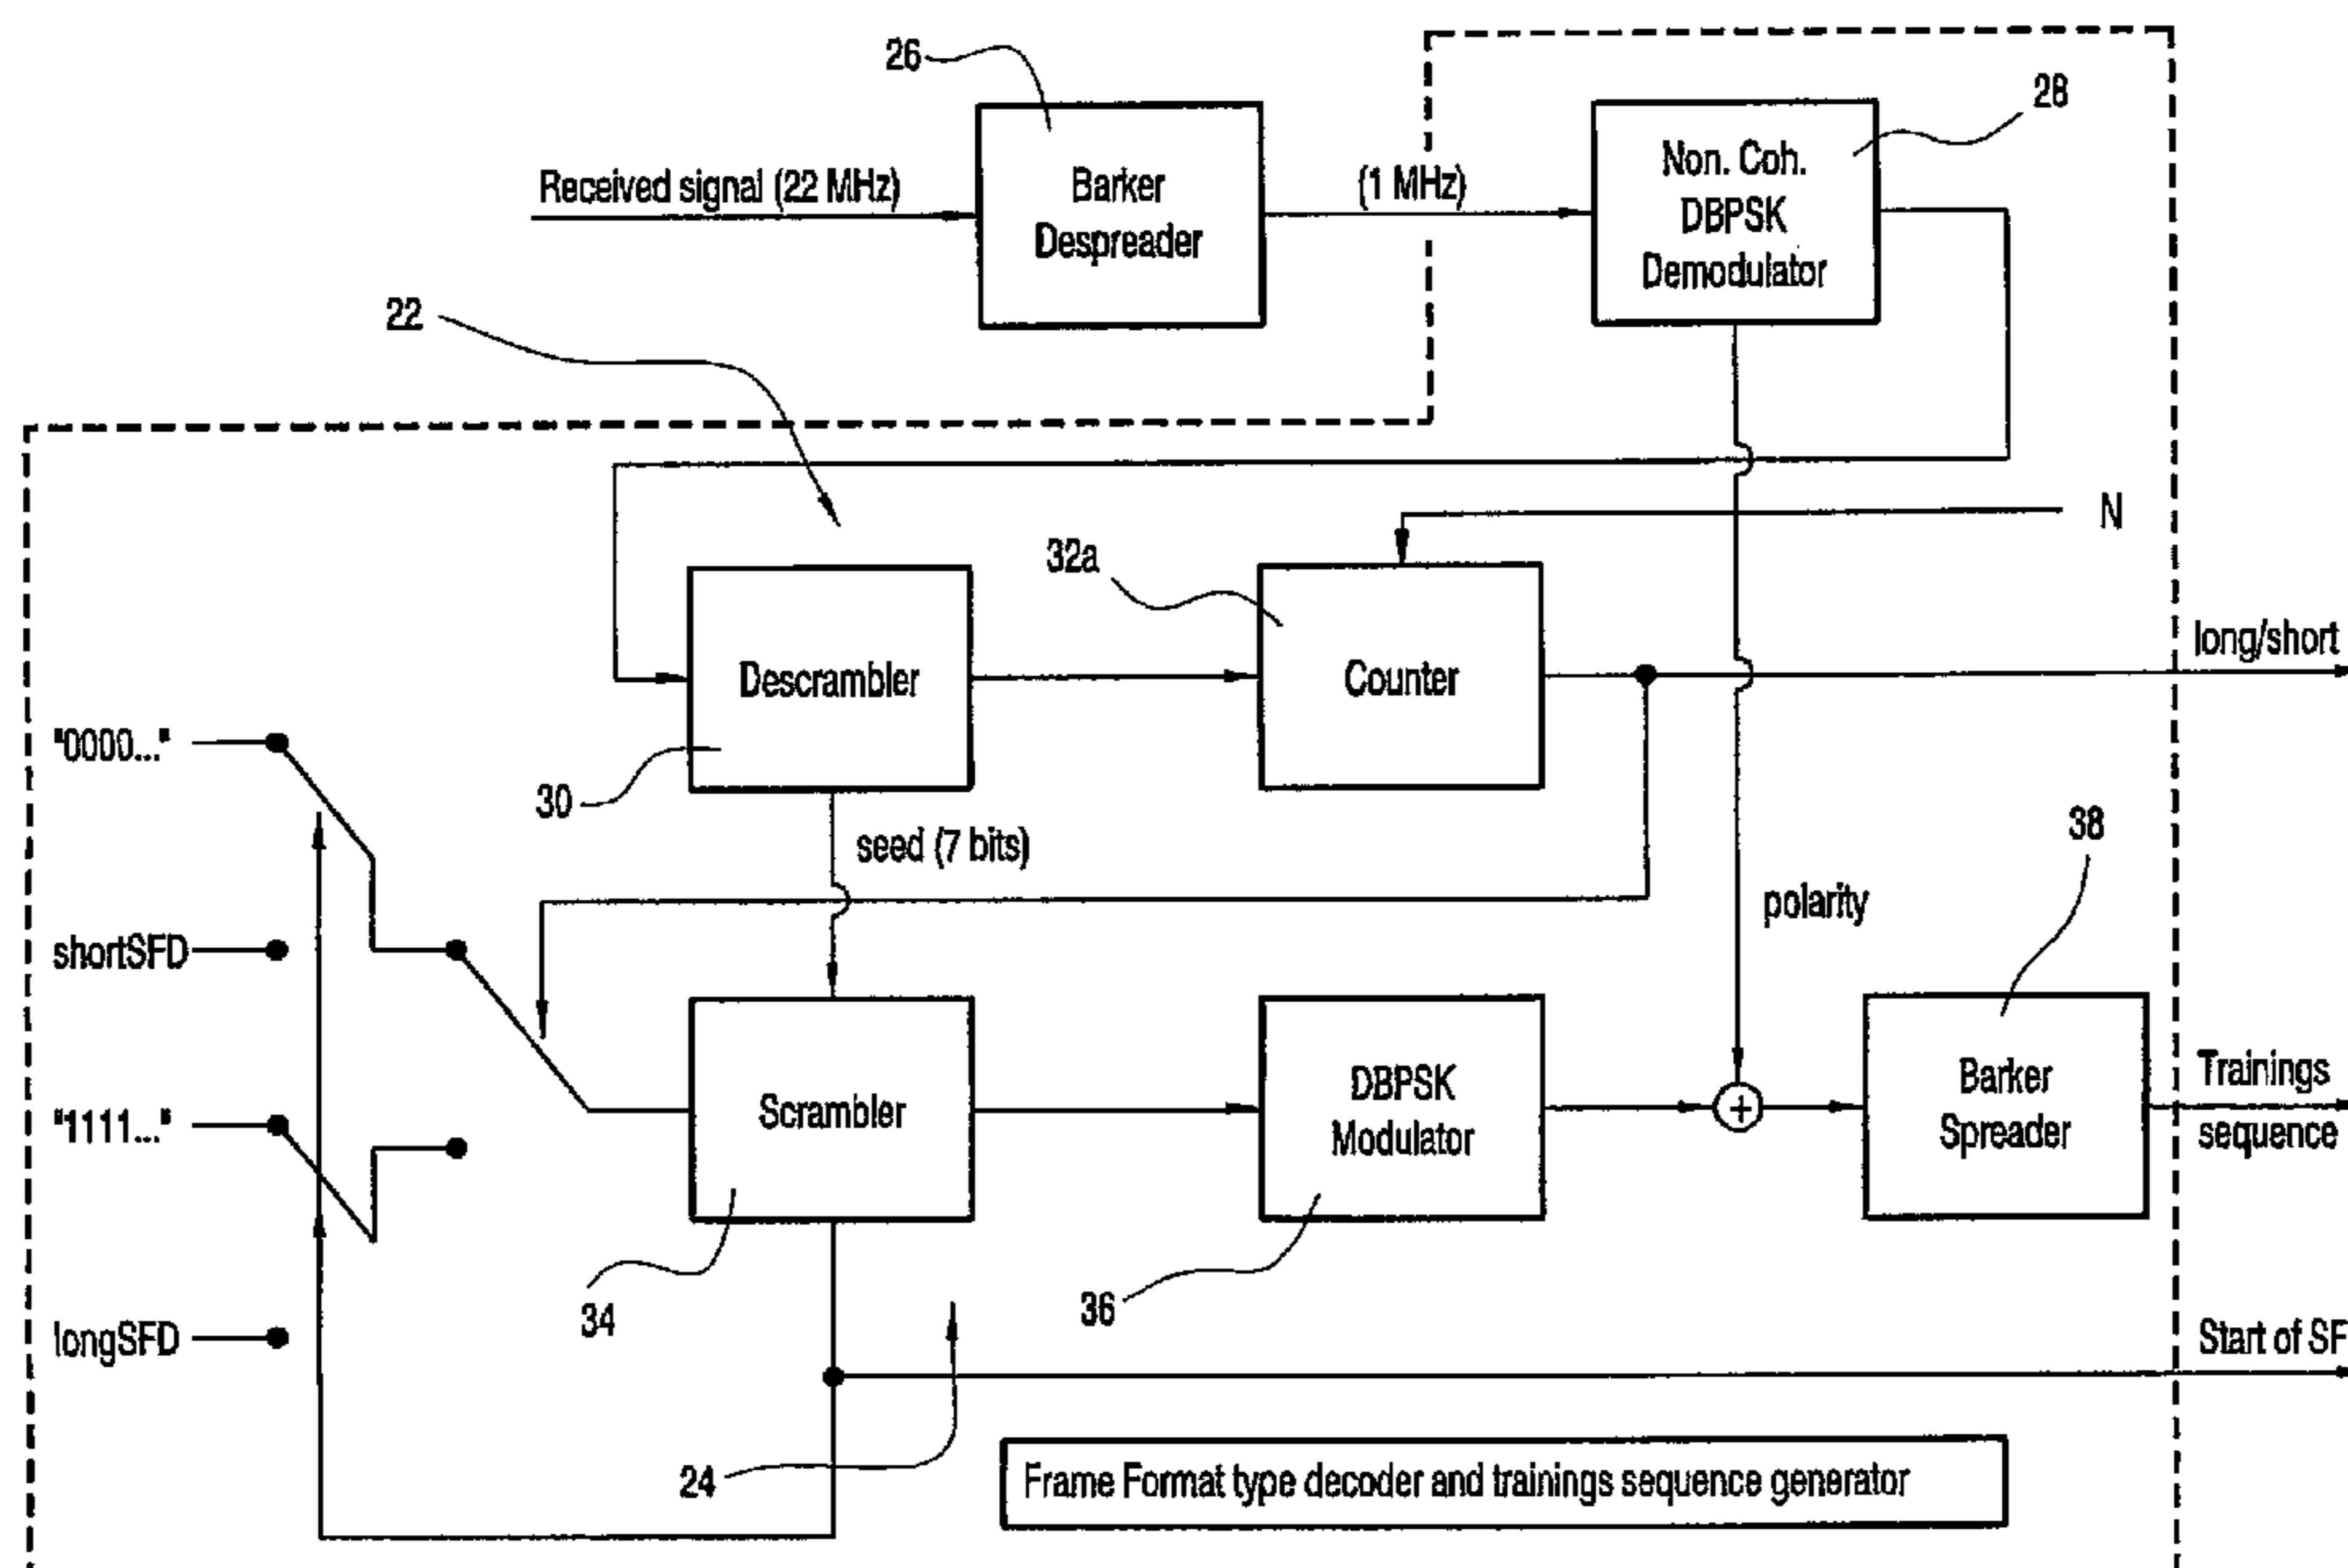 26
28
Received signal (22 MHz)
Barker
Despreader
(1 MHz)
Non. Coh.
DBPSK
Demodulator
22
N
32a
long/short
Descrambler
Counter
"0000..."
30
seed (7 bits)
38
polarity
shortSFD
"1111..."
Scrambler
DBPSK
Modulator
+
Barker
Spreader
Trainings
sequence
34
36
longSFD
Start of SF
24
Frame Format type decoder and trainings sequence generator